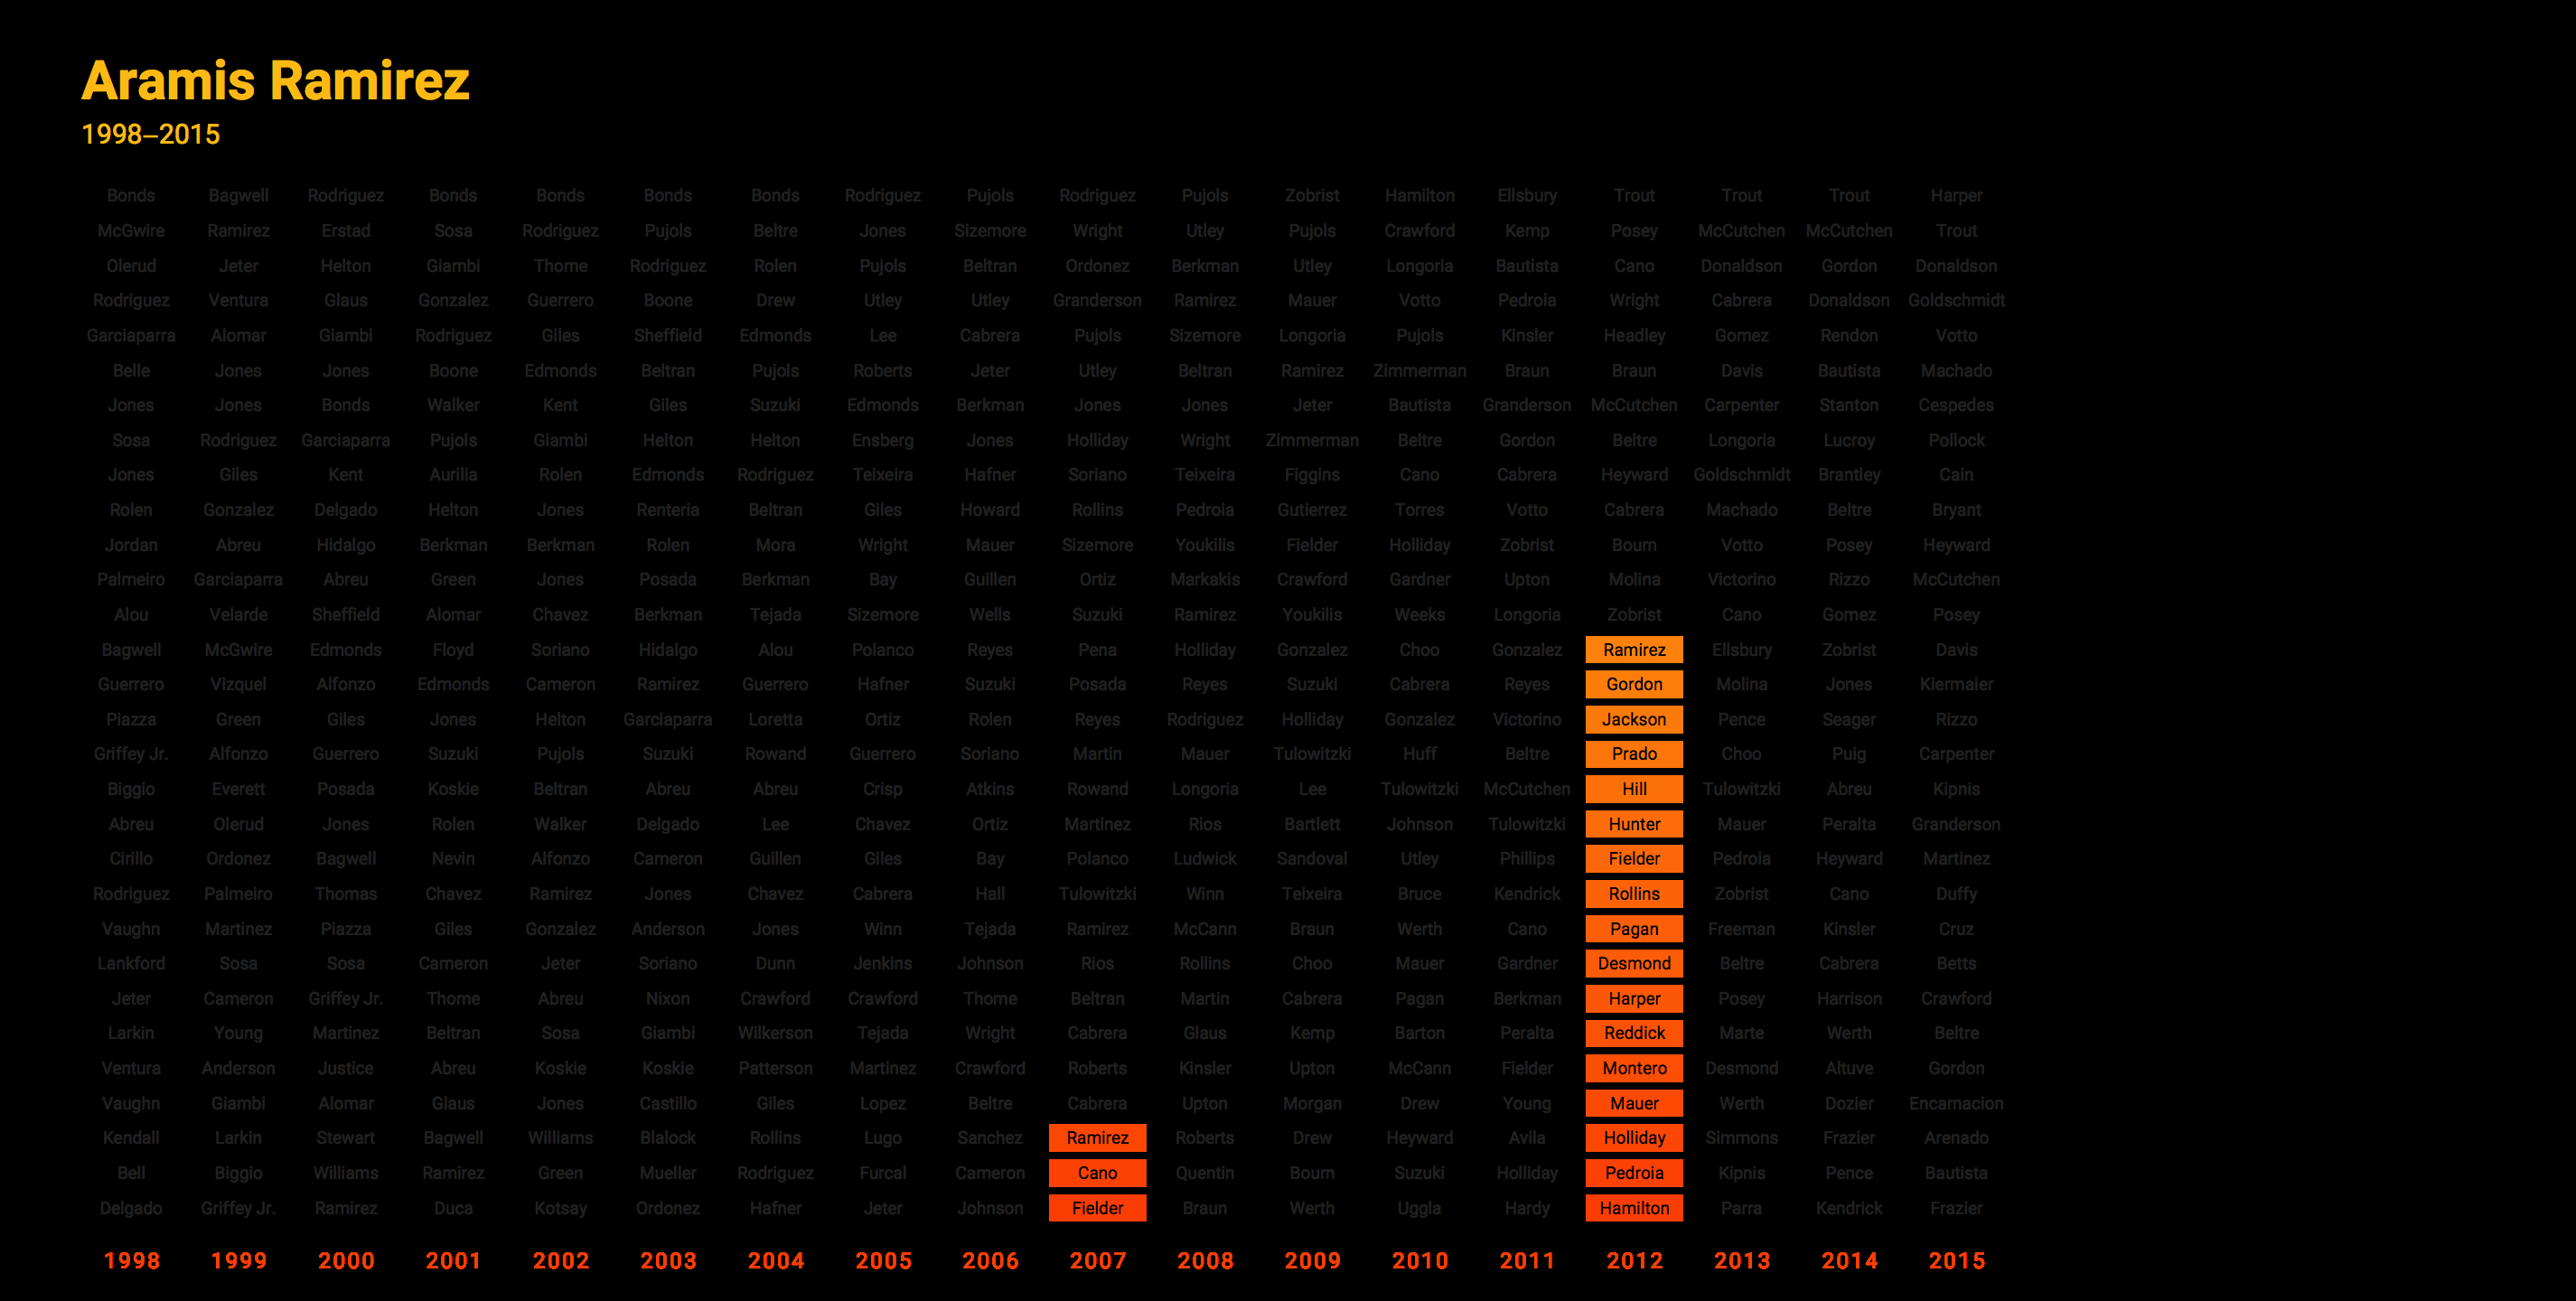 Aramis Ramirez
1998–2015
Bonds Bagwell Rodriguez Bonds Bonds Bonds Bonds Rodriguez Pujols Rodriguez Pujols Zobrist Hamilton Ellsbury Trout Trout Trout Harper
McGwire Ramirez Erstad Sosa Rodriguez Pujols Beltre Jones Sizemore Wright Utley Pujols Crawford Kemp Posey McCutchen McCutchen Trout
Olerud Jeter Helton Giambi Thome Rodriguez Rolen Pujols Beltran Ordonez Berkman Utley Longoria Bautista Cano Donaldson Gordon Donaldson
Rodriguez Ventura Glaus Gonzalez Guerrero Boone Drew Utley Utley Granderson Ramirez Mauer Votto Pedroia Wright Cabrera Donaldson Goldschmidt
Garciaparra Alomar Giambi Rodriguez Giles Sheffield Edmonds Lee Cabrera Pujols Sizemore Longoria Pujols Kinsler Headley Gomez Rendon Votto
Belle Jones Jones Boone Edmonds Beltran Pujols Roberts Jeter Utley Beltran Ramirez Zimmerman Braun Braun Davis Bautista Machado
Jones Jones Bonds Walker Kent Giles Suzuki Edmonds Berkman Jones Jones Jeter Bautista Granderson McCutchen Carpenter Stanton Cespedes
Sosa Rodriguez Garciaparra Pujols Giambi Helton Helton Ensberg Jones Holliday Wright Zimmerman Beltre Gordon Beltre Longoria Lucroy Pollock
Jones Giles Kent Aurilia Rolen Edmonds Rodriguez Teixeira Hafner Soriano Teixeira Figgins Cano Cabrera Heyward Goldschmidt Brantley Cain
Rolen Gonzalez Delgado Helton Jones Renteria Beltran Giles Howard Rollins Pedroia Gutierrez Torres Votto Cabrera Machado Beltre Bryant
Jordan Abreu Hidalgo Berkman Berkman Rolen Mora Wright Mauer Sizemore Youkilis Fielder Holliday Zobrist Bourn Votto Posey Heyward
Palmeiro Garciaparra Abreu Green Jones Posada Berkman Bay Guillen Ortiz Markakis Crawford Gardner Upton Molina Victorino Rizzo McCutchen
Alou Velarde Sheffield Alomar Chavez Berkman Tejada Sizemore Wells Suzuki Ramirez Youkilis Weeks Longoria Zobrist Cano Gomez Posey
Bagwell McGwire Edmonds Floyd Soriano Hidalgo Alou Polanco Reyes Pena Holliday Gonzalez Choo Gonzalez Ramirez Ellsbury Zobrist Davis
Guerrero Vizquel Alfonzo Edmonds Cameron Ramirez Guerrero Hafner Suzuki Posada Reyes Suzuki Cabrera Reyes Gordon Molina Jones Kiermaier
Piazza Green Giles Jones Helton Garciaparra Loretta Ortiz Rolen Reyes Rodriguez Holliday Gonzalez Victorino Jackson Pence Seager Rizzo
Griffey Jr. Alfonzo Guerrero Suzuki Pujols Suzuki Rowand Guerrero Soriano Martin Mauer Tulowitzki Huff Beltre Prado Choo Puig Carpenter
Biggio Everett Posada Koskie Beltran Abreu Abreu Crisp Atkins Rowand Longoria Lee Tulowitzki McCutchen Hill Tulowitzki Abreu Kipnis
Abreu Olerud Jones Rolen Walker Delgado Lee Chavez Ortiz Martinez Rios Bartlett Johnson Tulowitzki Hunter Mauer Peralta Granderson
Cirillo Ordonez Bagwell Nevin Alfonzo Cameron Guillen Giles Bay Polanco Ludwick Sandoval Utley Phillips Fielder Pedroia Heyward Martinez
Rodriguez Palmeiro Thomas Chavez Ramirez Jones Chavez Cabrera Hall Tulowitzki Winn Teixeira Bruce Kendrick Rollins Zobrist Cano Duffy
Vaughn Martinez Piazza Giles Gonzalez Anderson Jones Winn Tejada Ramirez McCann Braun Werth Cano Pagan Freeman Kinsler Cruz
Lankford Sosa Sosa Cameron Jeter Soriano Dunn Jenkins Johnson Rios Rollins Choo Mauer Gardner Desmond Beltre Cabrera Betts
Jeter Cameron Griffey Jr. Thome Abreu Nixon Crawford Crawford Thome Beltran Martin Cabrera Pagan Berkman Harper Posey Harrison Crawford
Larkin Young Martinez Beltran Sosa Giambi Wilkerson Tejada Wright Cabrera Glaus Kemp Barton Peralta Reddick Marte Werth Beltre
Ventura Anderson Justice Abreu Koskie Koskie Patterson Martinez Crawford Roberts Kinsler Upton McCann Fielder Montero Desmond Altuve Gordon
Vaughn Giambi Alomar Glaus Jones Castillo Giles Lopez Beltre Cabrera Upton Morgan Drew Young Mauer Werth Dozier Encarnacion
Kendall Larkin Stewart Bagwell Williams Blalock Rollins Lugo Sanchez Ramirez Roberts Drew Heyward Avila Holliday Simmons Frazier Arenado
Bell Biggio Williams Ramirez Green Mueller Rodriguez Furcal Cameron Cano Quentin Bourn Suzuki Holliday Pedroia Kipnis Pence Bautista
Delgado Griffey Jr. Ramirez Duca Kotsay Ordonez Hafner Jeter Johnson Fielder Braun Werth Uggla Hardy Hamilton Parra Kendrick Frazier
1998 1999 2000 2001 2002 2003 2004 2005 2006 2007 2008 2009 2010 2011 2012 2013 2014 2015